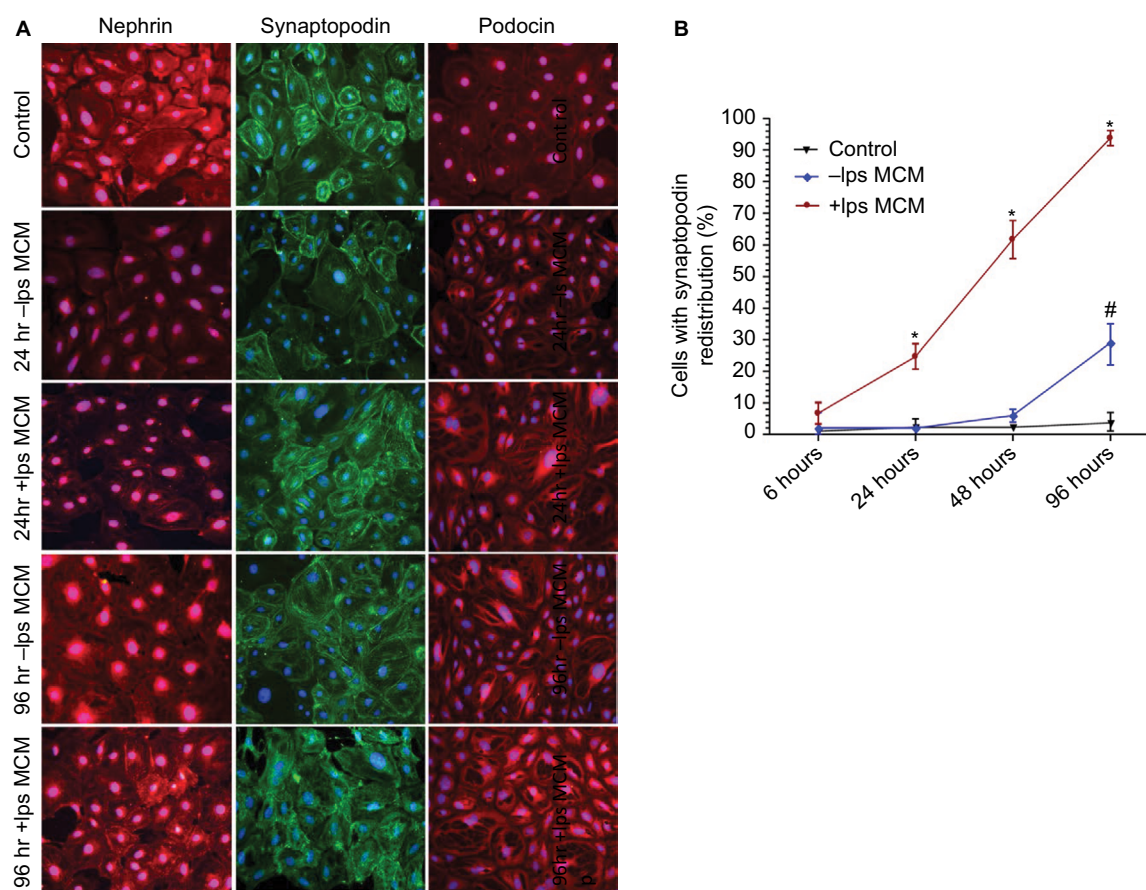 A
Nephrin
Synaptopodin
Podocin
Control
24 hr –lps MCM
24hr +lps MCM
96 hr –lps MCM
96 hr +lps MCM
Control
24hr –ls MCM
24hr +lps MCM
96hr –lps MCM
96hr +lps MCM
p
B
Cells with synaptopodin
redistribution (%)
100
90
80
70
60
50
40
30
20
10
0
Control
–lps MCM
+lps MCM
*
*
*
#
6 hours
24 hours
48 hours
96 hours